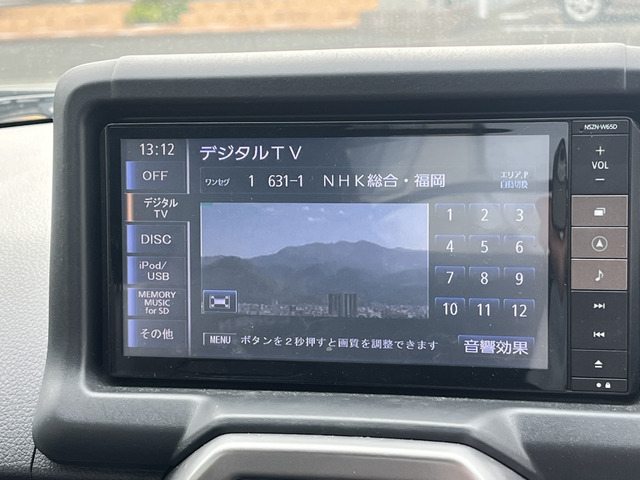 NSZN-W65D
13:12
デジタルTV
OFF
ワンセグ 1 631-1 NHK総合・福岡
エリアP
自動切換
デジタル
TV
DISC
iPod/
USB
MEMORY
MUSIC
for SD
その他
1 2 3
4 5 6
7 8 9
10 11 12
MENU ボタンを2秒押すと画質を調整できます
音響効果
+
VOL
−